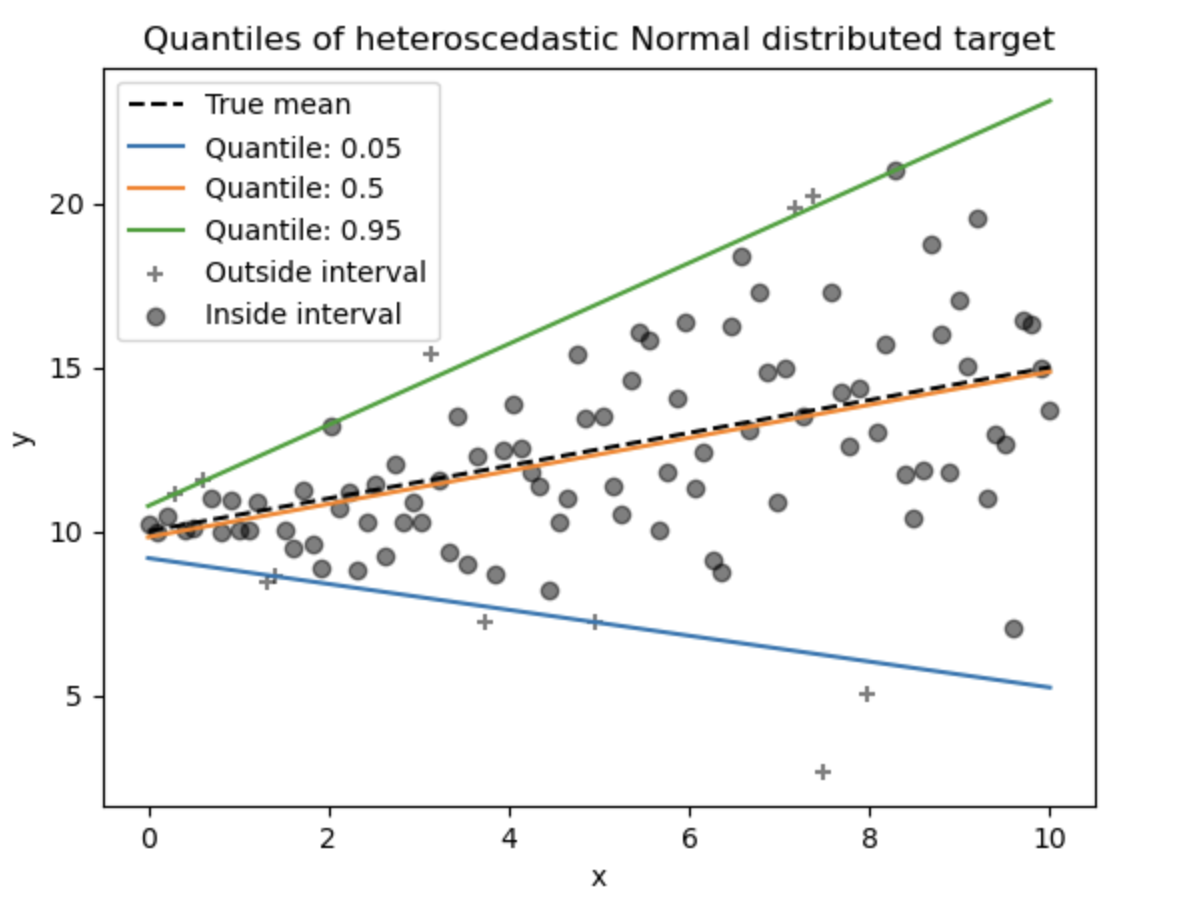 Quantiles of heteroscedastic Normal distributed target
True mean
Quantile: 0.05
Quantile: 0.5
Quantile: 0.95
Outside interval
Inside interval
20
15
10
5
y
0 2 4 6 8 10
x